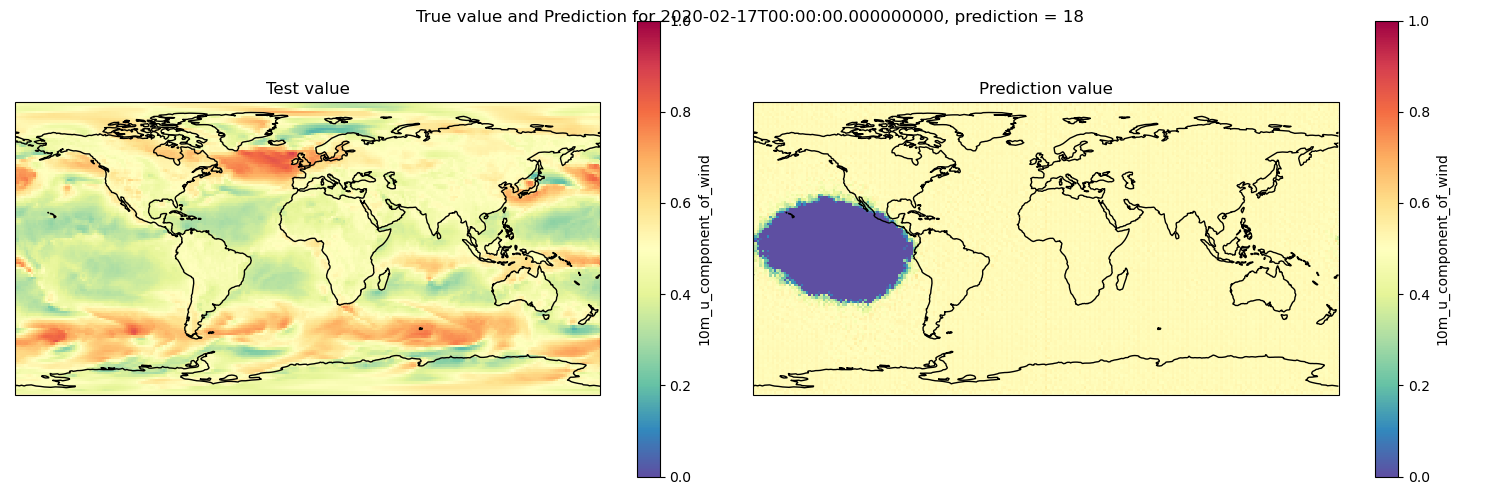 True value and Prediction for 2020-02-17T00:00:00.000000000, prediction = 18
Test value
Prediction value
1.0
0.8
0.6
0.4
0.2
0.0
10m_u_component_of_wind
1.0
0.8
0.6
0.4
0.2
0.0
10m_u_component_of_wind